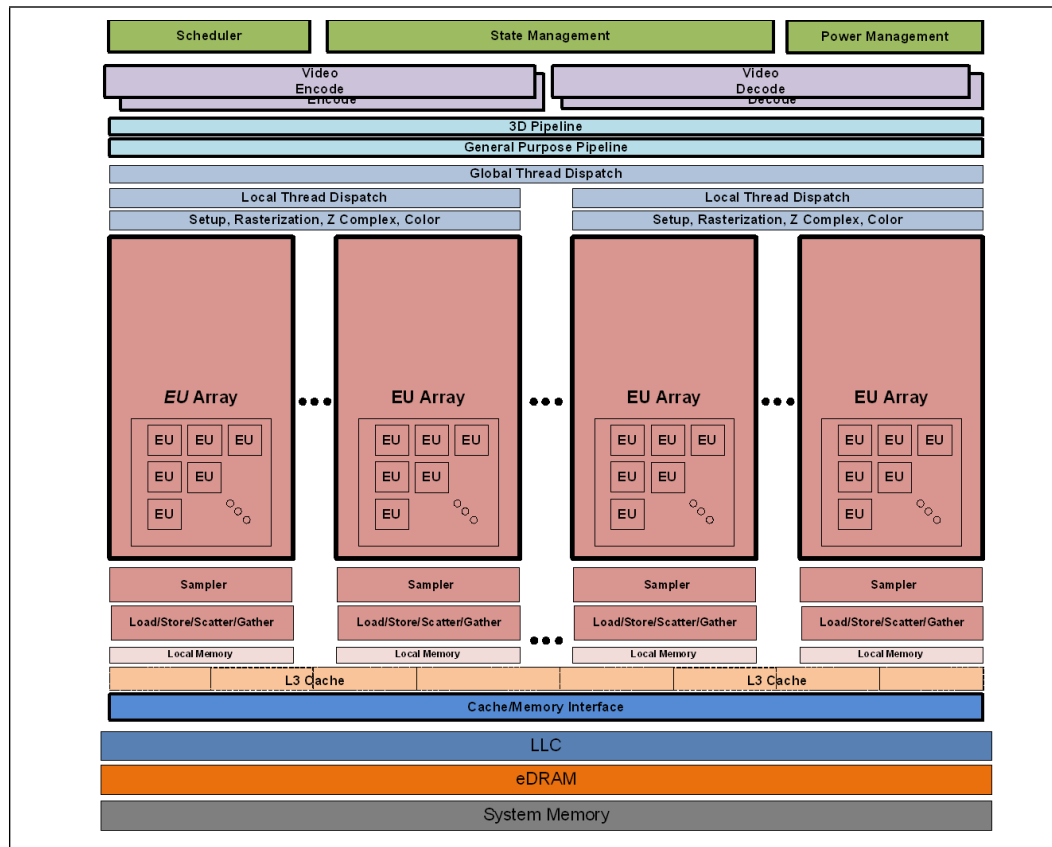 Scheduler
State Management
Power Management
Video
Encode
Encode
Video
Decode
Decode
3D Pipeline
General Purpose Pipeline
Global Thread Dispatch
Local Thread Dispatch
Local Thread Dispatch
Setup, Rasterization, Z Complex, Color
Setup, Rasterization, Z Complex, Color
EU Array
EU Array
EU Array
EU Array
EU EU EU
EU EU EU
EU EU EU
EU EU EU
EU EU
EU EU
EU EU
EU EU
EU
EU
EU
EU
Sampler
Sampler
Sampler
Sampler
Load/Store/Scatter/Gather
Load/Store/Scatter/Gather
Load/Store/Scatter/Gather
Load/Store/Scatter/Gather
Local Memory
Local Memory
Local Memory
Local Memory
L3 Cache
L3 Cache
Cache/Memory Interface
LLC
eDRAM
System Memory